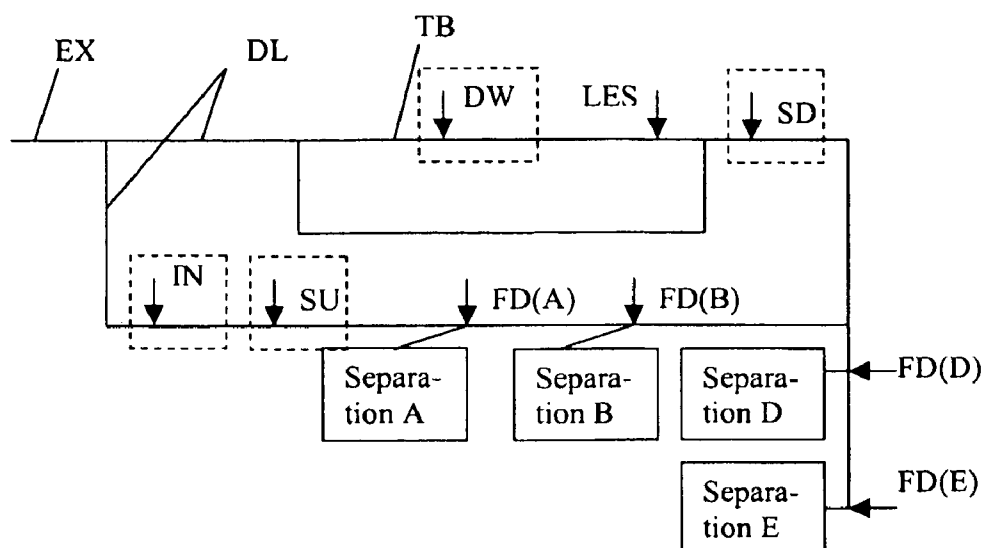 EX
DL
TB
DW
LES
SD
IN
SU
FD(A)
FD(B)
Separa-
tion A
Separa-
tion B
Separa-
tion D
FD(D)
Separa-
tion E
FD(E)